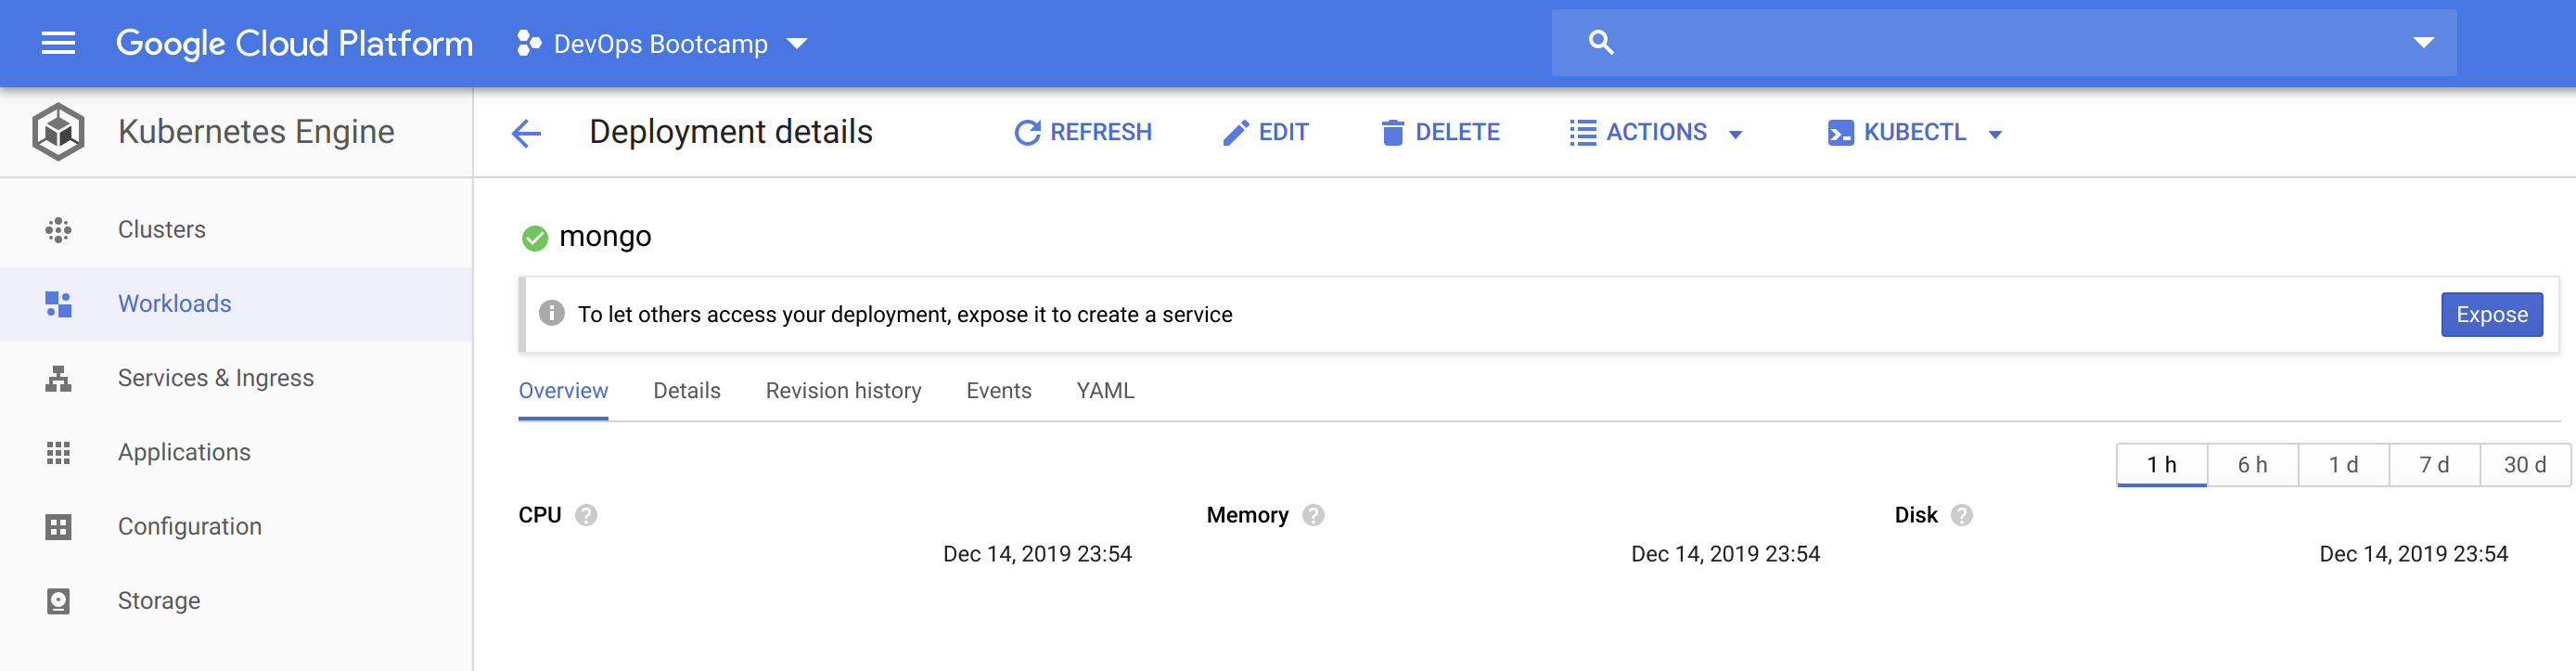 Google Cloud Platform DevOps Bootcamp
Kubernetes Engine
Deployment details REFRESH EDIT DELETE ACTIONS KUBECTL
Clusters
Workloads
Services & Ingress
Applications
Configuration
Storage
mongo
To let others access your deployment, expose it to create a service Expose
Overview Details Revision history Events YAML
1 h 6 h 1 d 7 d 30 d
CPU Memory Disk
Dec 14, 2019 23:54 Dec 14, 2019 23:54 Dec 14, 2019 23:54